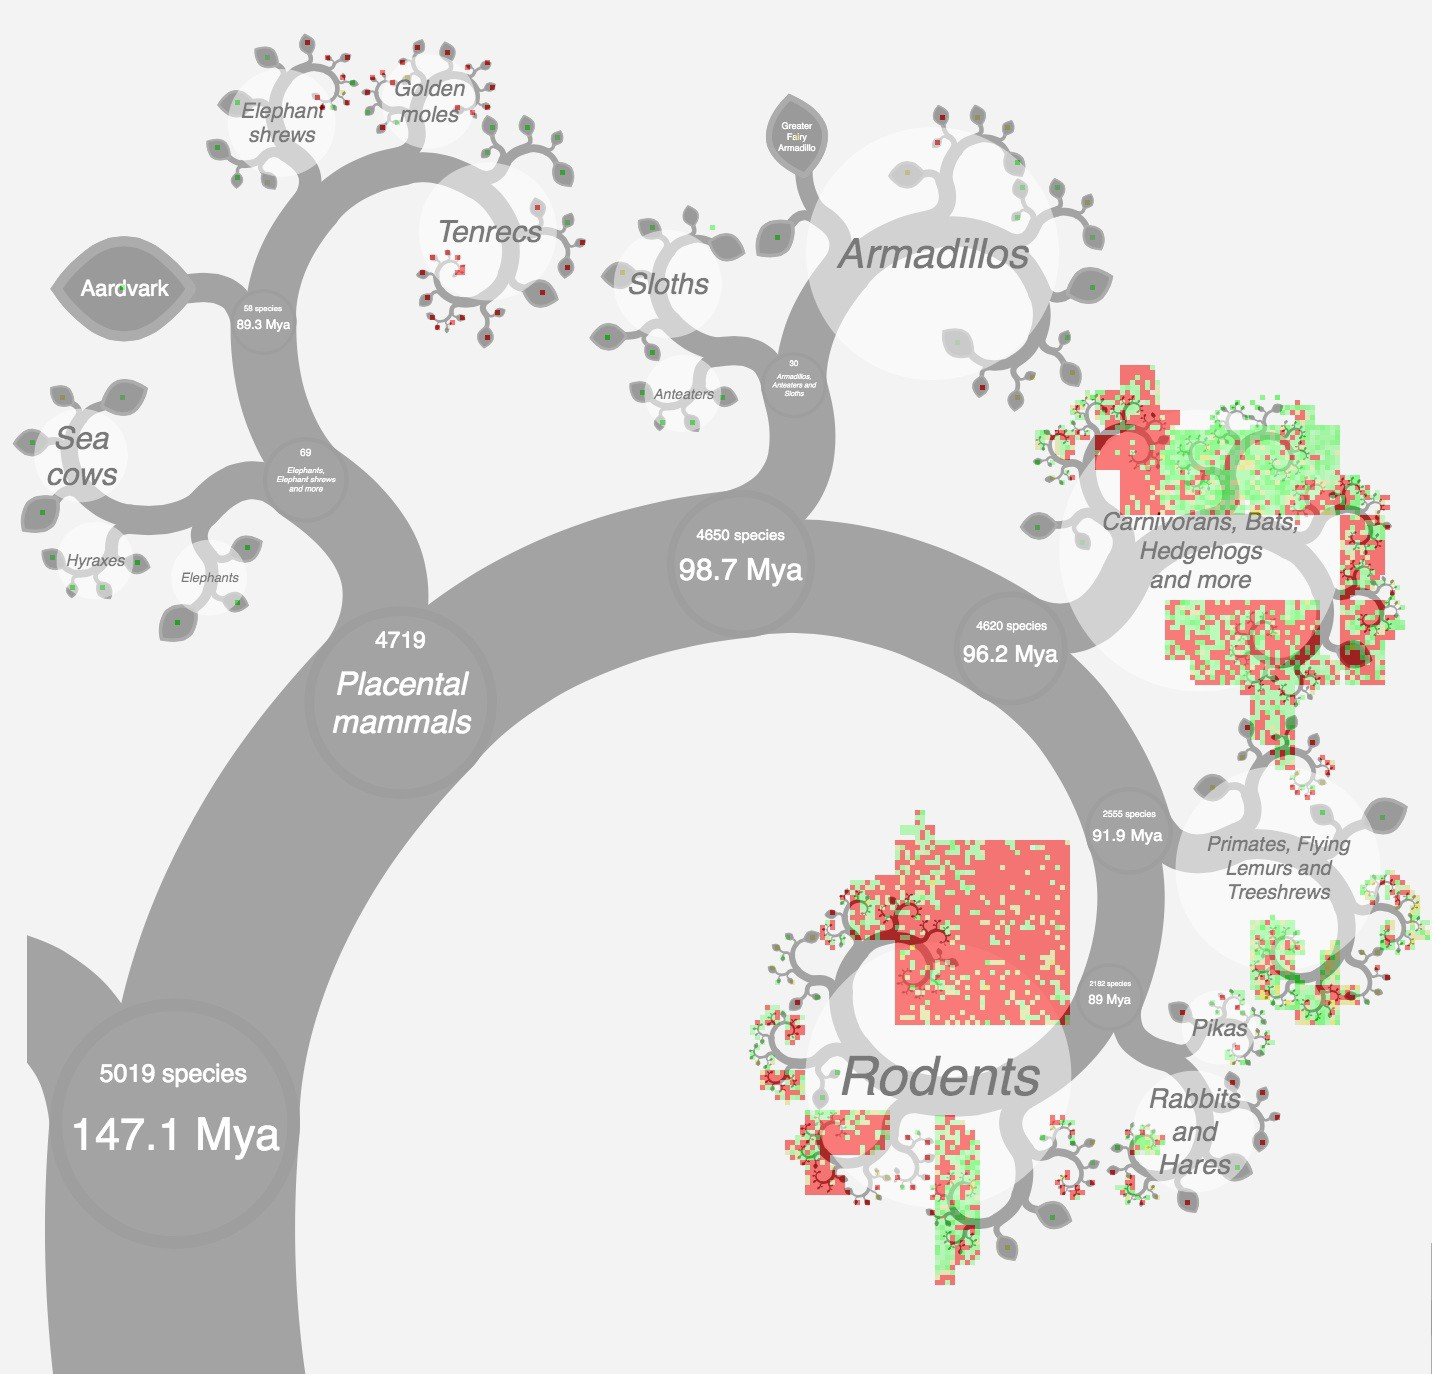 Elephant
shrews
Golden
moles
Greater
Fairy
Armadillo
Tenrecs
Sloths
Armadillos
Aardvark
58 species
89.3 Mya
30
Armadillos,
Anteaters and
Sloths
Anteaters
Sea
cows
69
Elephants,
Elephant shrews
and more
Hyraxes
Elephants
Carnivorans, Bats,
Hedgehogs
and more
4650 species
98.7 Mya
4620 species
96.2 Mya
4719
Placental
mammals
2555 species
91.9 Mya
Primates, Flying
Lemurs and
Treeshrews
2182 species
89 Mya
Pikas
Rodents
Rabbits
and
Hares
5019 species
147.1 Mya